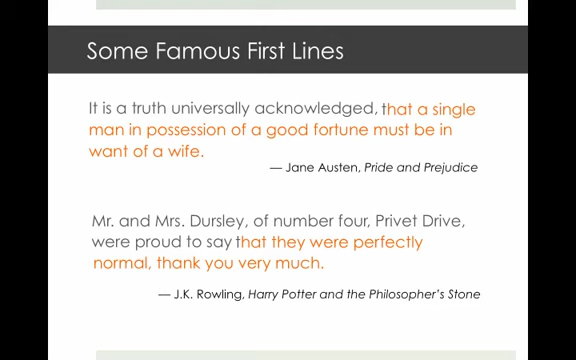 Some Famous First Lines
It is a truth universally acknowledged, that a single
man in possession of a good fortune must be in
want of a wife.
— Jane Austen, Pride and Prejudice
Mr. and Mrs. Dursley, of number four, Privet Drive,
were proud to say that they were perfectly
normal, thank you very much.
— J.K. Rowling, Harry Potter and the Philosopher's Stone